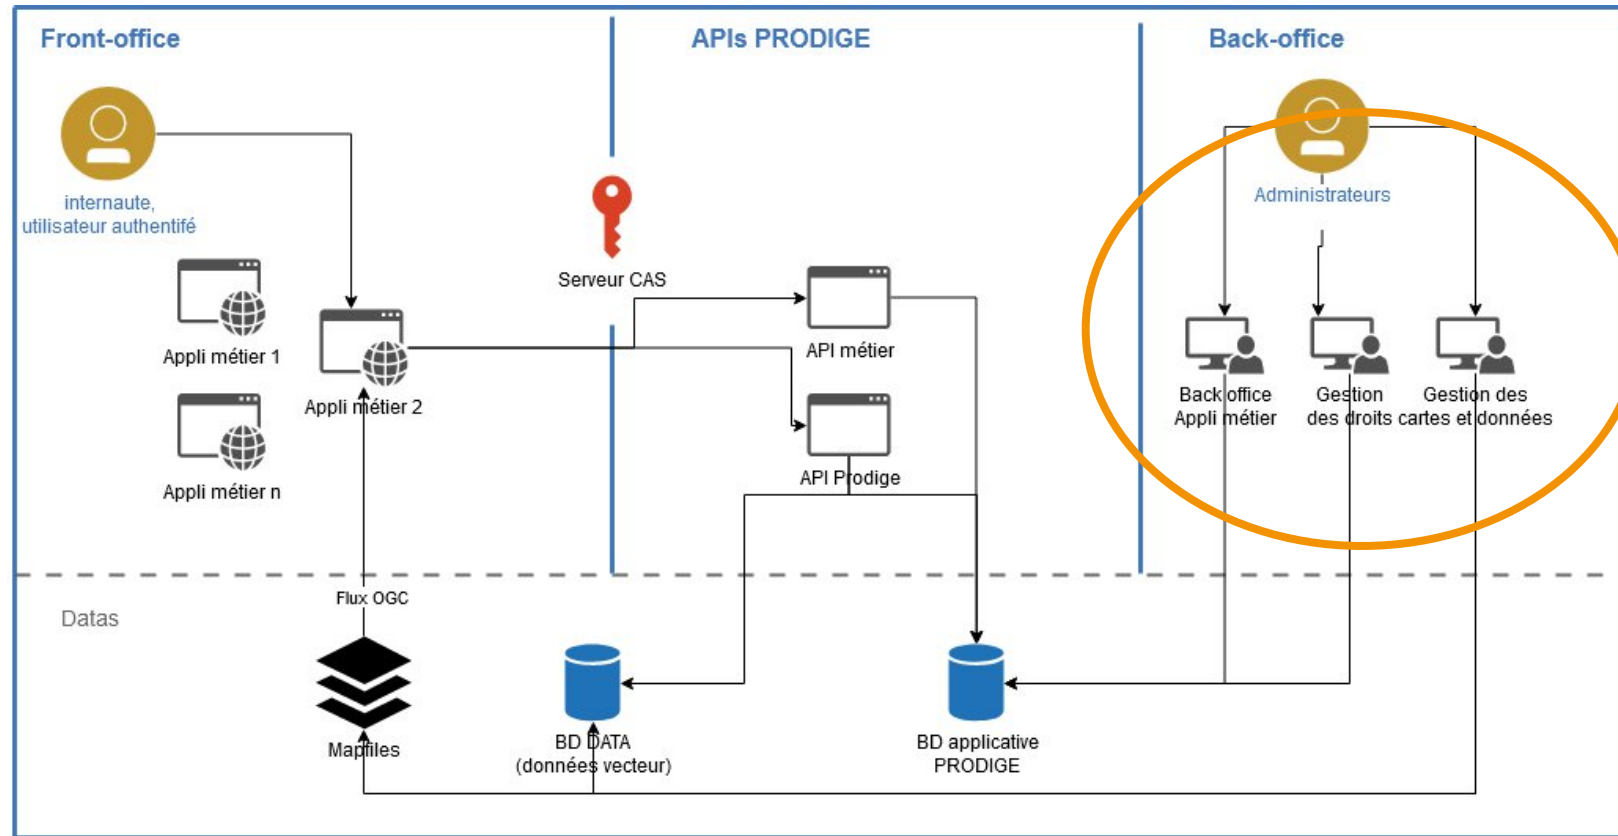 Front-office
APIs PRODIGE
Back-office
internaute,
utilisateur authentifé
Serveur CAS
Administrateurs
Appli métier 1
Appli métier 2
Appli métier n
API métier
API Prodige
Back office
Appli métier
Gestion
des droits
Gestion des
cartes et données
Flux OGC
Datas
Mapfiles
BD DATA
(données vecteur)
BD applicative
PRODIGE